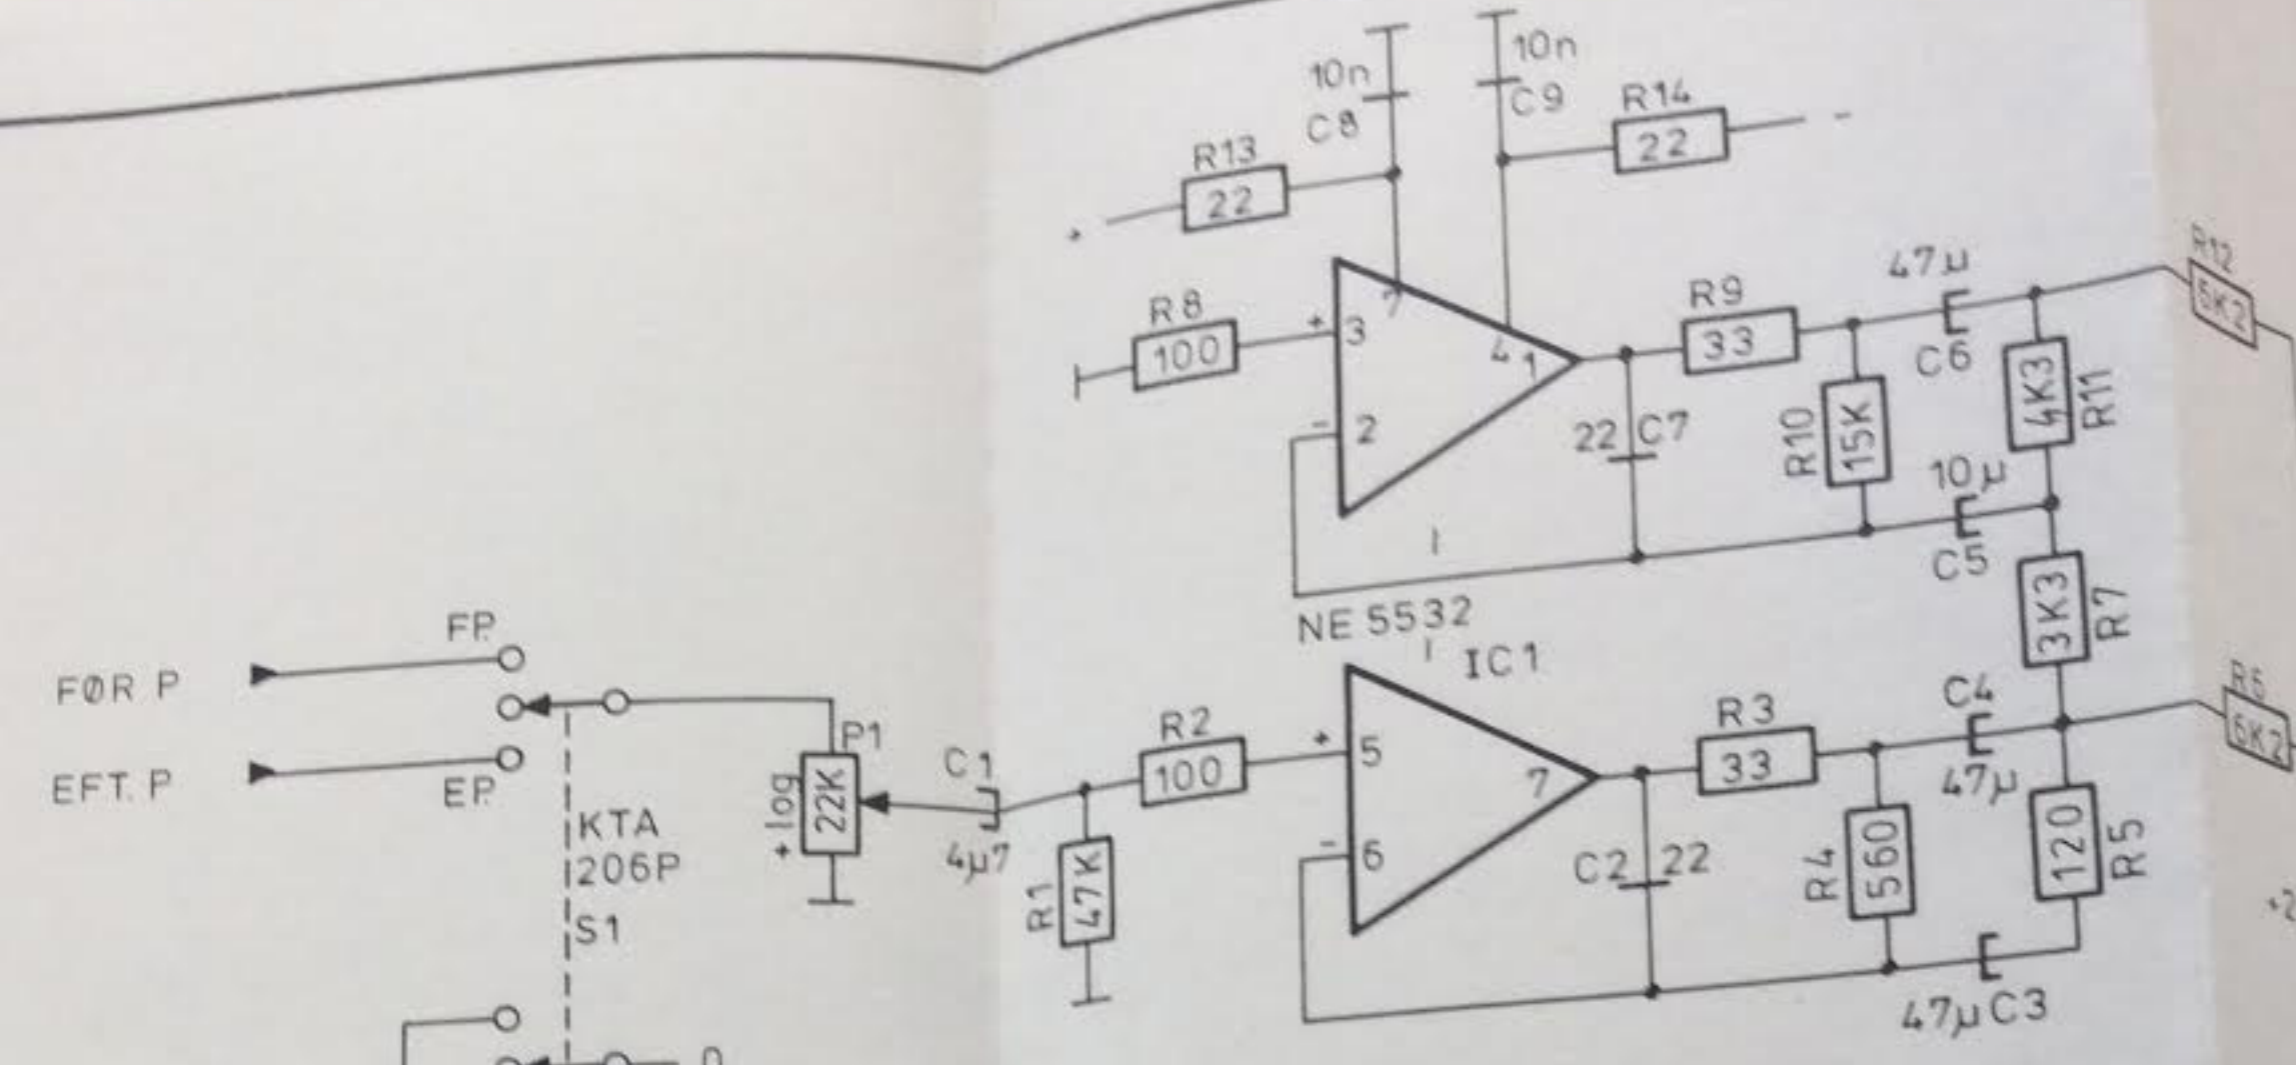 10n
C8
10n
C9
R14
22
-
R13
22
+
R8
100
+ 3
7
4
1
- 2
R9
33
47µ
C6
R12
R11
4K3
22 C7
R10
15K
10µ
C5
R7
3K3
NE 5532
IC1
FØR P
FP.
EFT. P
EP.
KTA
206P
S1
P1
+ log
22K
C1
4µ7
R1
47K
R2
100
+ 5
7
- 6
R3
33
C4
47µ
6K2
C2 22
R4
560
R5
120
47µ C3
+2